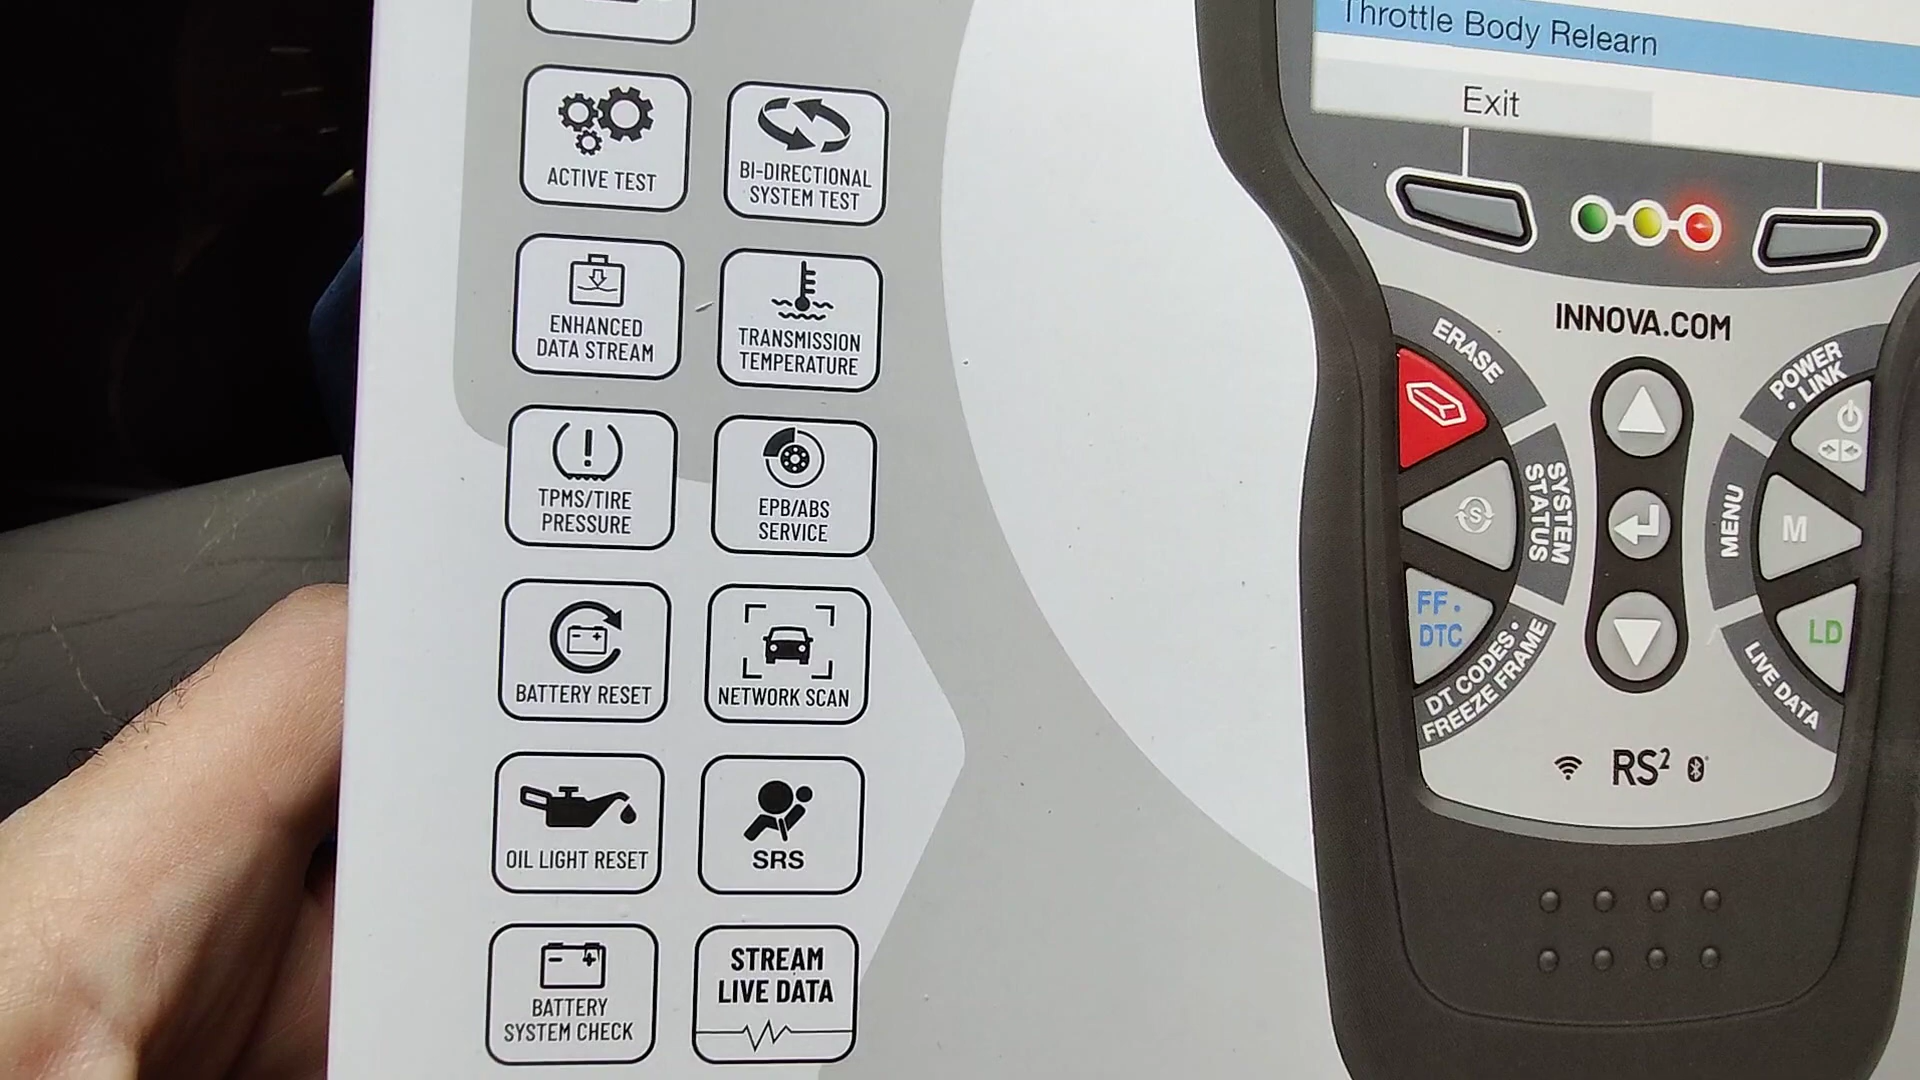 ACTIVE TEST
BI-DIRECTIONAL
SYSTEM TEST
ENHANCED
DATA STREAM
TRANSMISSION
TEMPERATURE
TPMS/TIRE
PRESSURE
EPB/ABS
SERVICE
BATTERY RESET
NETWORK SCAN
OIL LIGHT RESET
SRS
BATTERY
SYSTEM CHECK
STREAM
LIVE DATA
Throttle Body Relearn
Exit
INNOVA.COM
ERASE
POWER
• LINK
SYSTEM
STATUS
S
MENU
M
FF •
DTC
DT CODES •
FREEZE FRAME
LD
LIVE DATA
RS²